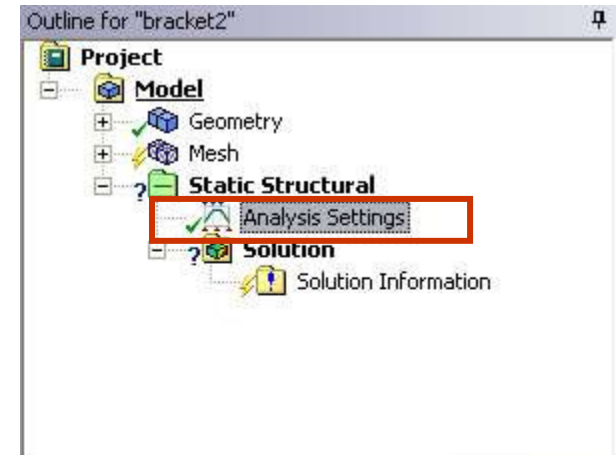 Outline for "bracket2"
Project
Model
Geometry
Mesh
Static Structural
Analysis Settings
Solution
Solution Information